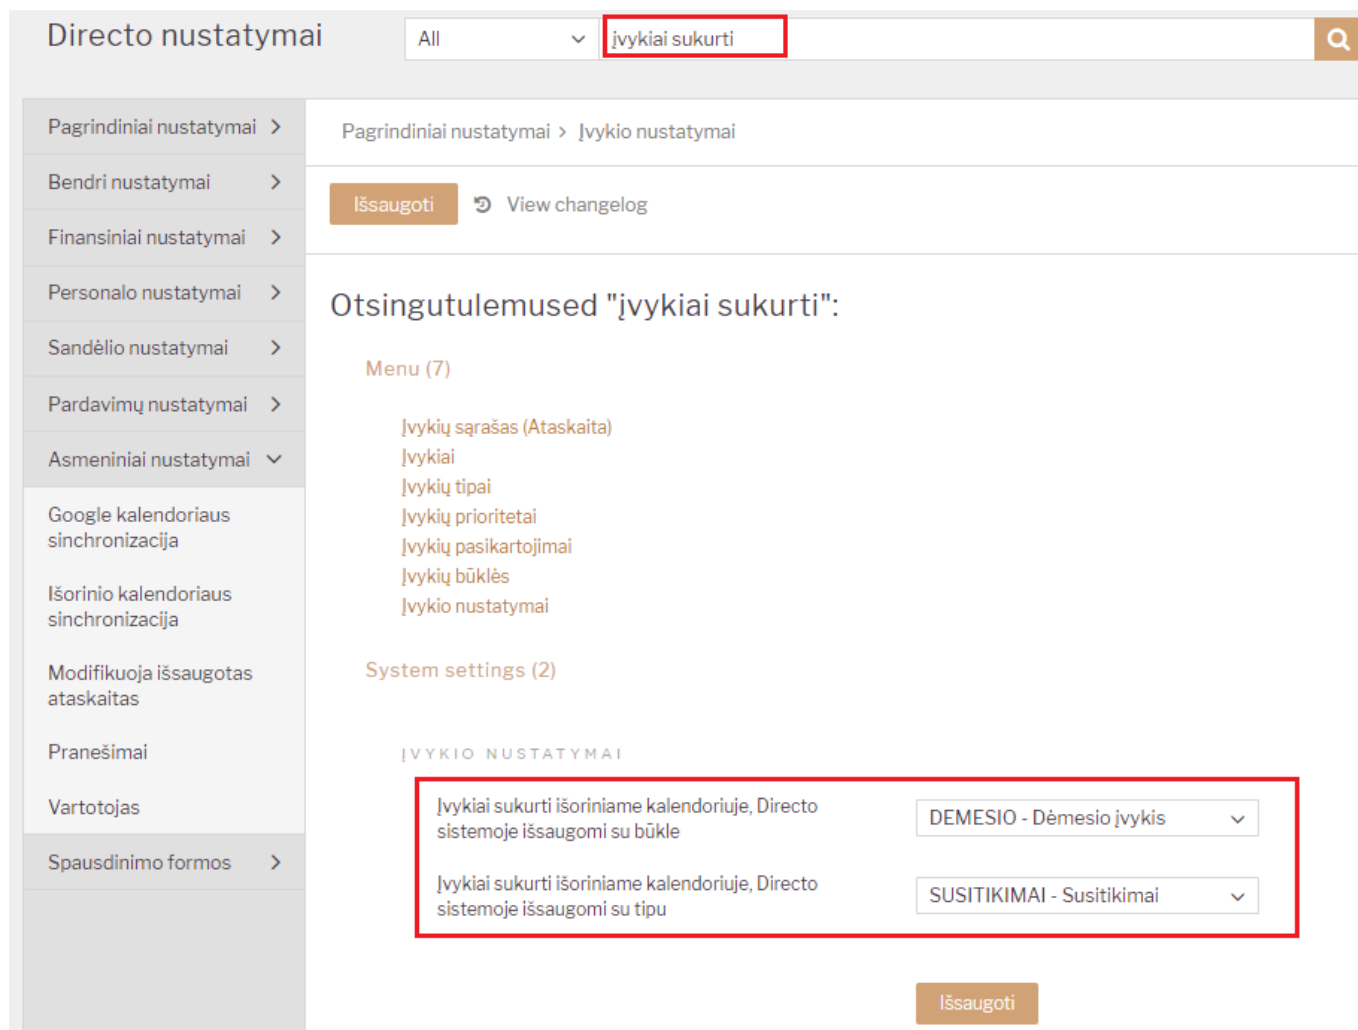 Directo nustatymai
All
įvykiai sukurti
Pagrindiniai nustatymai
Bendri nustatymai
Finansiniai nustatymai
Personalo nustatymai
Sandėlio nustatymai
Pardavimų nustatymai
Asmeniniai nustatymai
Google kalendoriaus
sinchronizacija
Išorinio kalendoriaus
sinchronizacija
Modifikuoja išsaugotas
ataskaitas
Pranešimai
Vartotojas
Spausdinimo formos
Pagrindiniai nustatymai > Įvykio nustatymai
Išsaugoti
View changelog
Otsingutulemused "įvykiai sukurti":
Menu (7)
Įvykių sąrašas (Ataskaita)
Įvykiai
Įvykių tipai
Įvykių prioritetai
Įvykių pasikartojimai
Įvykių būklės
Įvykio nustatymai
System settings (2)
ĮVYKIO NUSTATYMAI
Įvykiai sukurti išoriniame kalendoriuje, Directo
sistemoje išsaugomi su būkle
DEMESIO - Dėmesio įvykis
Įvykiai sukurti išoriniame kalendoriuje, Directo
sistemoje išsaugomi su tipu
SUSITIKIMAI - Susitikimai
Išsaugoti